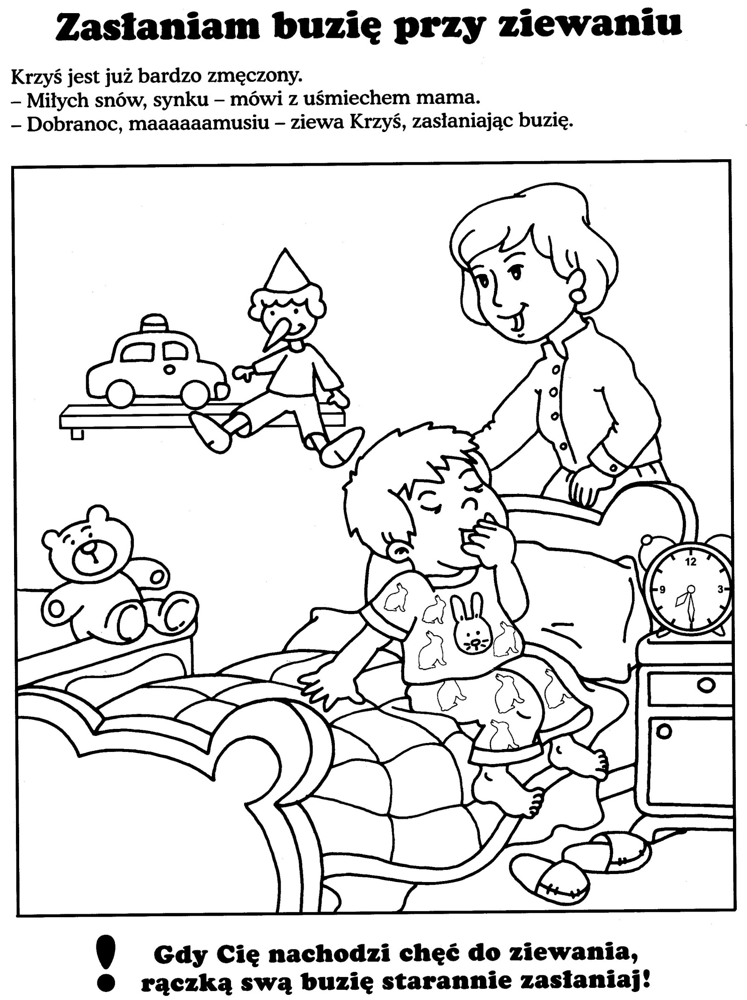 Zasłaniam buzię przy ziewaniu
Krzyś jest już bardzo zmęczony.
– Miłych snów, synku – mówi z uśmiechem mama.
– Dobranoc, maaaaaamusiu – ziewa Krzyś, zasłaniając buzię.
12
9 3
! Gdy Cię nachodzi chęć do ziewania,
rączką swą buzię starannie zasłaniaj!